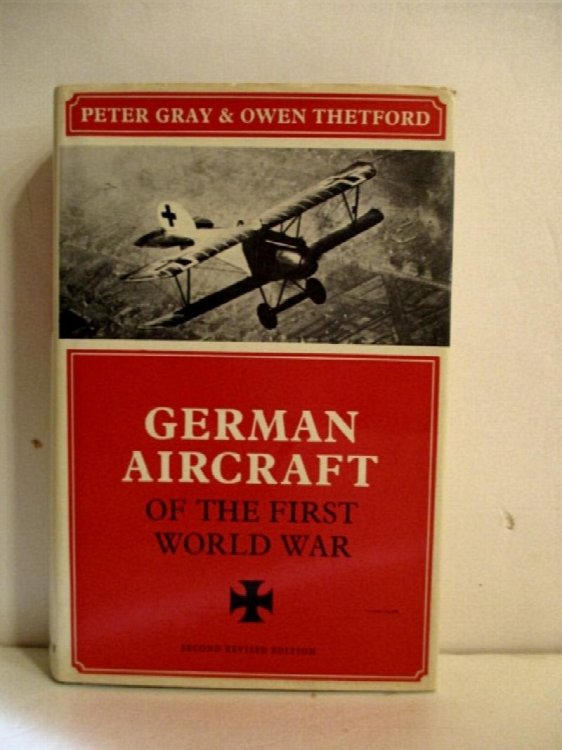 PETER GRAY & OWEN THETFORD
GERMAN
AIRCRAFT
OF THE FIRST
WORLD WAR
SECOND REVISED EDITION